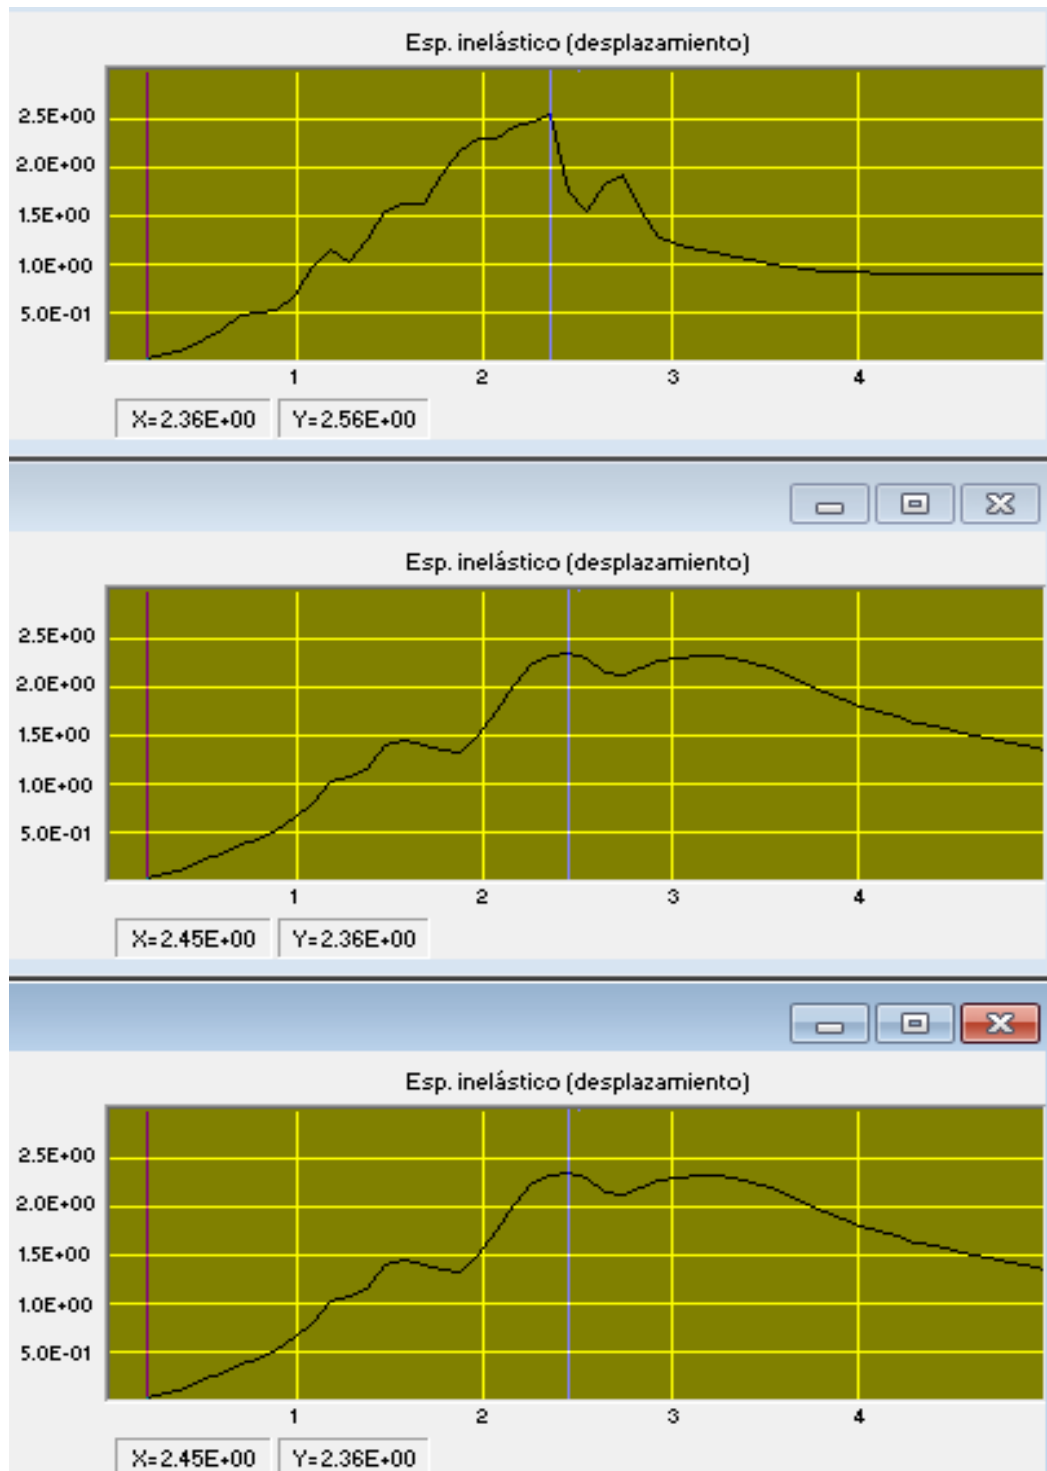 Esp. inelástico (desplazamiento)
2.5E+00
2.0E+00
1.5E+00
1.0E+00
5.0E-01
1 2 3 4
X=2.36E+00 Y=2.56E+00
Esp. inelástico (desplazamiento)
2.5E+00
2.0E+00
1.5E+00
1.0E+00
5.0E-01
1 2 3 4
X=2.45E+00 Y=2.36E+00
Esp. inelástico (desplazamiento)
2.5E+00
2.0E+00
1.5E+00
1.0E+00
5.0E-01
1 2 3 4
X=2.45E+00 Y=2.36E+00